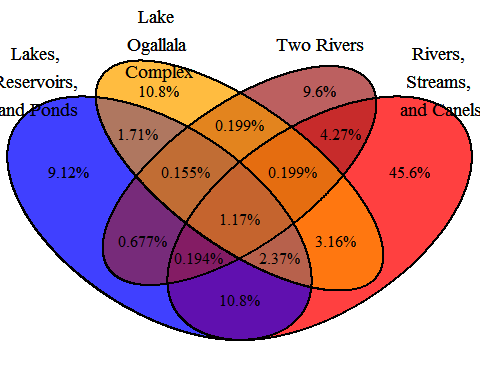 Lake
Ogallala
Complex
Two Rivers
Lakes,
Reservoirs,
and Ponds
Rivers,
Streams,
and Canels
10.8%
9.6%
1.71%
0.199%
4.27%
9.12%
0.155%
0.199%
45.6%
1.17%
0.677%
3.16%
0.194%
2.37%
10.8%